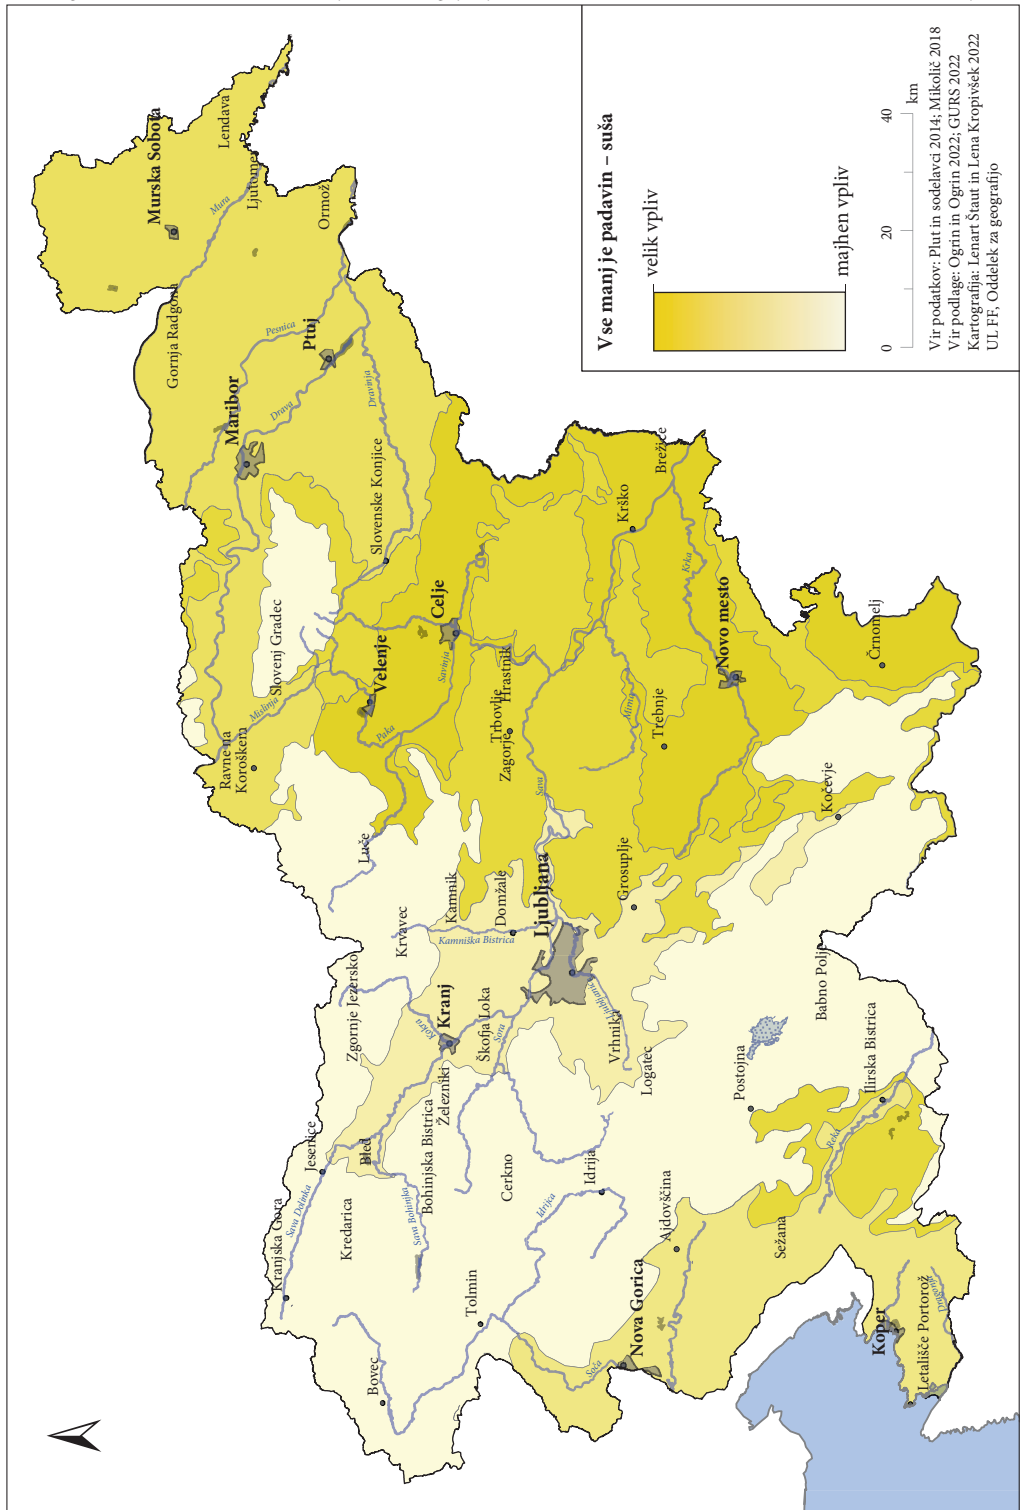 Murska Sobota
Lendava
Mura
Ljutomer
Ormož
Gornja Radgona
Pesnica
Ptuj
Maribor
Drava
Dravinja
Slovenske Konjice
Slovenj Gradec
Mislinja
Ravne na
Koroškem
Velenje
Paka
Celje
Savinja
Luče
Trbovlje
Hrastnik
Zagorje
Sava
Krško
Brežice
Krka
Novo mesto
Mirna
Trebnje
Črnomelj
Kočevje
Grosuplje
Ljubljana
Domžale
Kamnik
Kamniška Bistrica
Krvavec
Zgornje Jezersko
Kokra
Kranj
Škofja Loka
Sora
Železniki
Ljubljanica
Vrhnika
Logatec
Postojna
Babno Polje
Ilirska Bistrica
Reka
Jesenice
Bled
Bohinjska Bistrica
Sava Bohinjka
Sava Dolinka
Kranjska Gora
Kredarica
Cerkno
Idrija
Idrijca
Tolmin
Bovec
Ajdovščina
Sežana
Nova Gorica
Soča
Koper
Letališče Portorož
Dragonja
Vse manj je padavin – suša
velik vpliv
majhen vpliv
0 20 40
km
Vir podatkov: Plut in sodelavci 2014; Mikolič 2018
Vir podlage: Ogrin in Ogrin 2022; GURS 2022
Kartografija: Lenart Štaut in Lena Kropivšek 2022
UL FF, Oddelek za geografijo